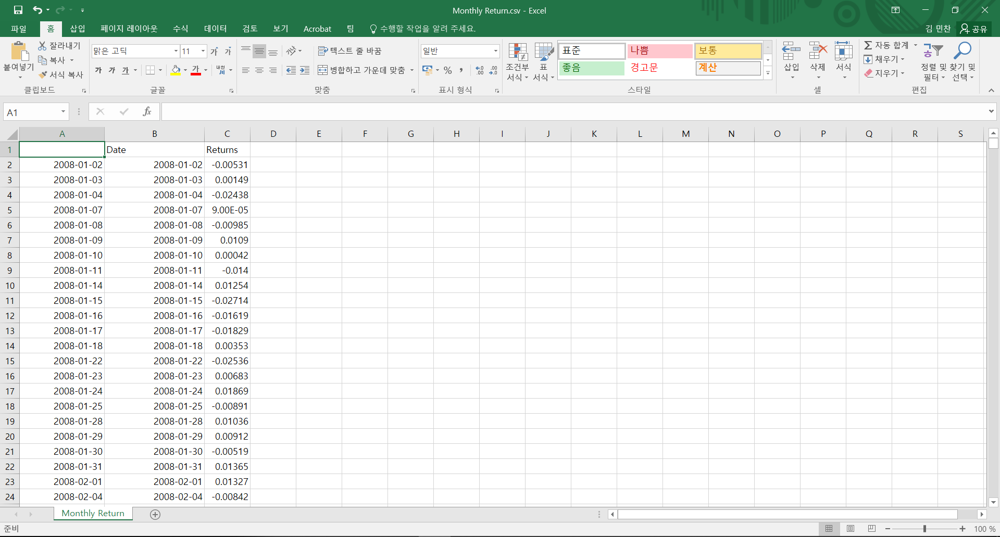 Monthly Return.csv - Excel
파일 홈 삽입 페이지 레이아웃 수식 데이터 검토 보기 Acrobat 팀 수행할 작업을 알려 주세요. 김 민찬 공유
붙여넣기 잘라내기 복사 서식 복사
클립보드
맑은 고딕 11 가 가
가 가 가 가 내천
글꼴
텍스트 줄 바꿈
병합하고 가운데 맞춤
맞춤
일반
% , .00
표시 형식
조건부 서식 표 서식
표준 나쁨 보통
좋음 경고문 계산
스타일
삽입 삭제 서식
셀
자동 합계
채우기
지우기
정렬 및 필터 찾기 및 선택
편집
A1 fx
A B C D E F G H I J K L M N O P Q R S
1 Date Returns
2 2008-01-02 2008-01-02 -0.00531
3 2008-01-03 2008-01-03 0.00149
4 2008-01-04 2008-01-04 -0.02438
5 2008-01-07 2008-01-07 9.00E-05
6 2008-01-08 2008-01-08 -0.00985
7 2008-01-09 2008-01-09 0.0109
8 2008-01-10 2008-01-10 0.00042
9 2008-01-11 2008-01-11 -0.014
10 2008-01-14 2008-01-14 0.01254
11 2008-01-15 2008-01-15 -0.02714
12 2008-01-16 2008-01-16 -0.01619
13 2008-01-17 2008-01-17 -0.01829
14 2008-01-18 2008-01-18 0.00353
15 2008-01-22 2008-01-22 -0.02536
16 2008-01-23 2008-01-23 0.00683
17 2008-01-24 2008-01-24 0.01869
18 2008-01-25 2008-01-25 -0.00891
19 2008-01-28 2008-01-28 0.01036
20 2008-01-29 2008-01-29 0.00912
21 2008-01-30 2008-01-30 -0.00519
22 2008-01-31 2008-01-31 0.01365
23 2008-02-01 2008-02-01 0.01327
24 2008-02-04 2008-02-04 -0.00842
Monthly Return
준비 100 %